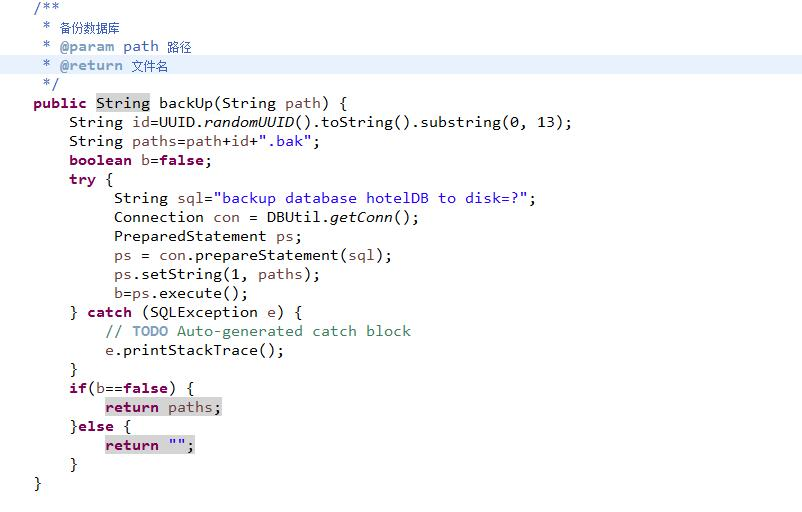 /**
 * 备份数据库
 * @param path 路径
 * @return 文件名
 */
public String backUp(String path) {
    String id=UUID.randomUUID().toString().substring(0, 13);
    String paths=path+id+".bak";
    boolean b=false;
    try {
         String sql="backup database hotelDB to disk=?";
         Connection con = DBUtil.getConn();
         PreparedStatement ps;
         ps = con.prepareStatement(sql);
         ps.setString(1, paths);
         b=ps.execute();
    } catch (SQLException e) {
        // TODO Auto-generated catch block
        e.printStackTrace();
    }
    if(b==false) {
        return paths;
    }else {
        return "";
    }
}